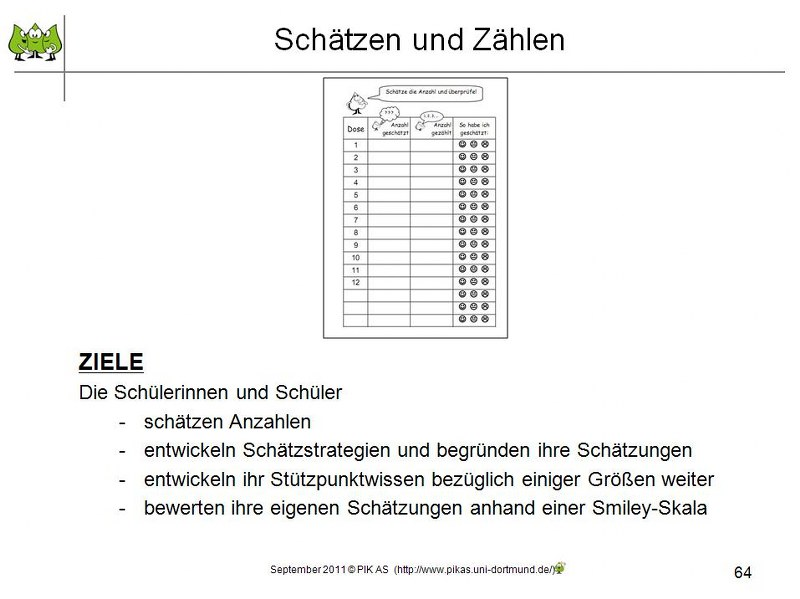 Schätzen und Zählen
Schätze die Anzahl und überprüfe!
???
1,2,3,...
Dose Anzahl geschätzt Anzahl gezählt So habe ich geschätzt:
1
2
3
4
5
6
7
8
9
10
11
12
ZIELE
Die Schülerinnen und Schüler
- schätzen Anzahlen
- entwickeln Schätzstrategien und begründen ihre Schätzungen
- entwickeln ihr Stützpunktwissen bezüglich einiger Größen weiter
- bewerten ihre eigenen Schätzungen anhand einer Smiley-Skala
September 2011 © PIK AS (http://www.pikas.uni-dortmund.de/)
64